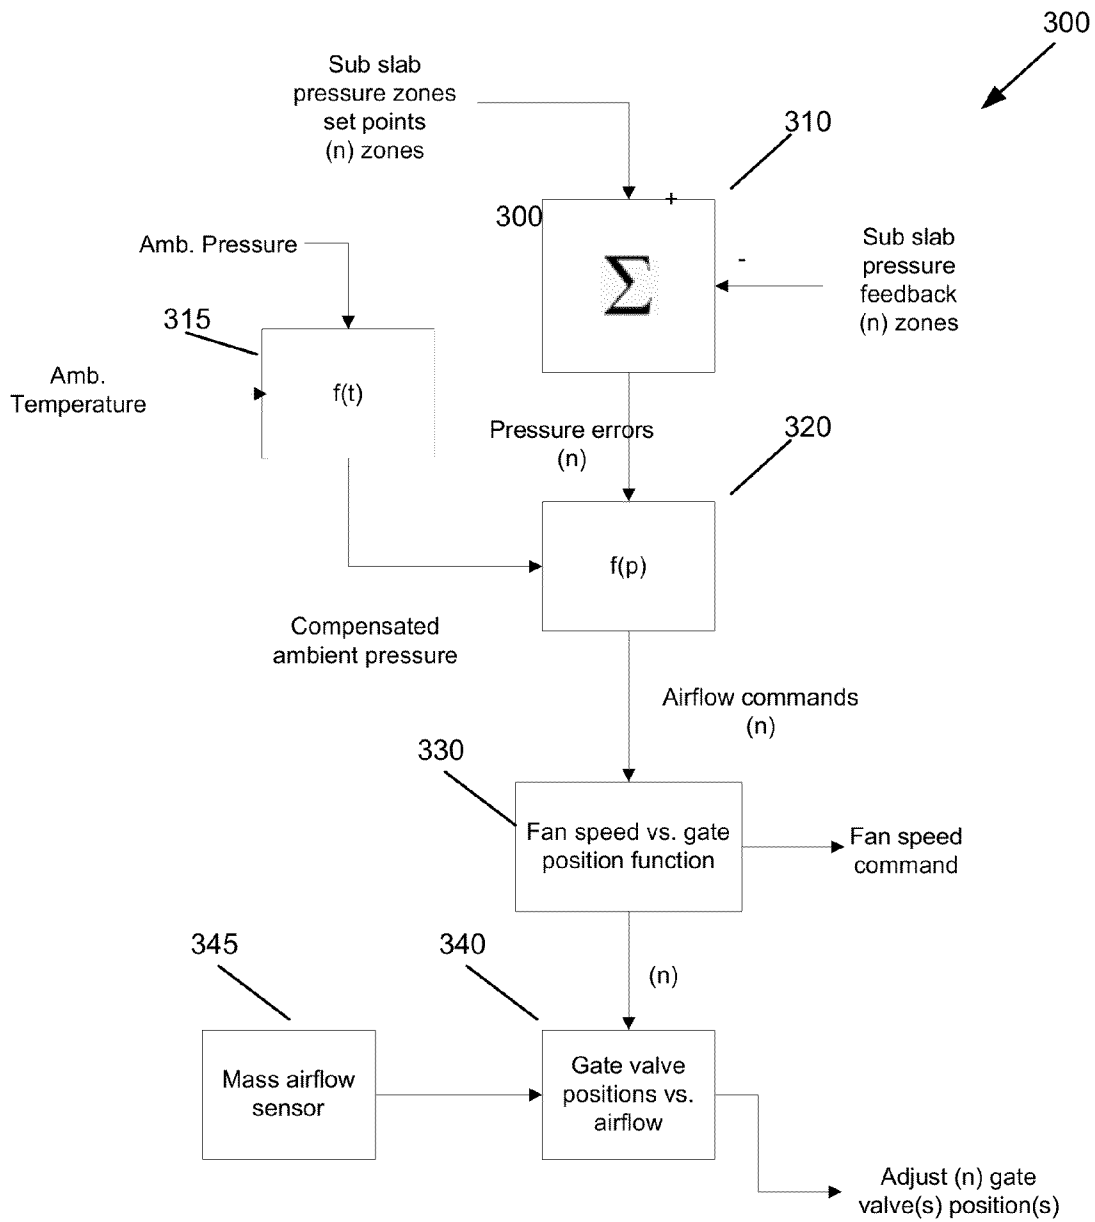 300
Sub slab
pressure zones
set points
(n) zones
310
300
+
Σ
-
Sub slab
pressure
feedback
(n) zones
Amb. Pressure
315
Amb.
Temperature
f(t)
Pressure errors
(n)
320
f(p)
Compensated
ambient pressure
Airflow commands
(n)
330
Fan speed vs. gate
position function
Fan speed
command
345
340
(n)
Mass airflow
sensor
Gate valve
positions vs.
airflow
Adjust (n) gate
valve(s) position(s)